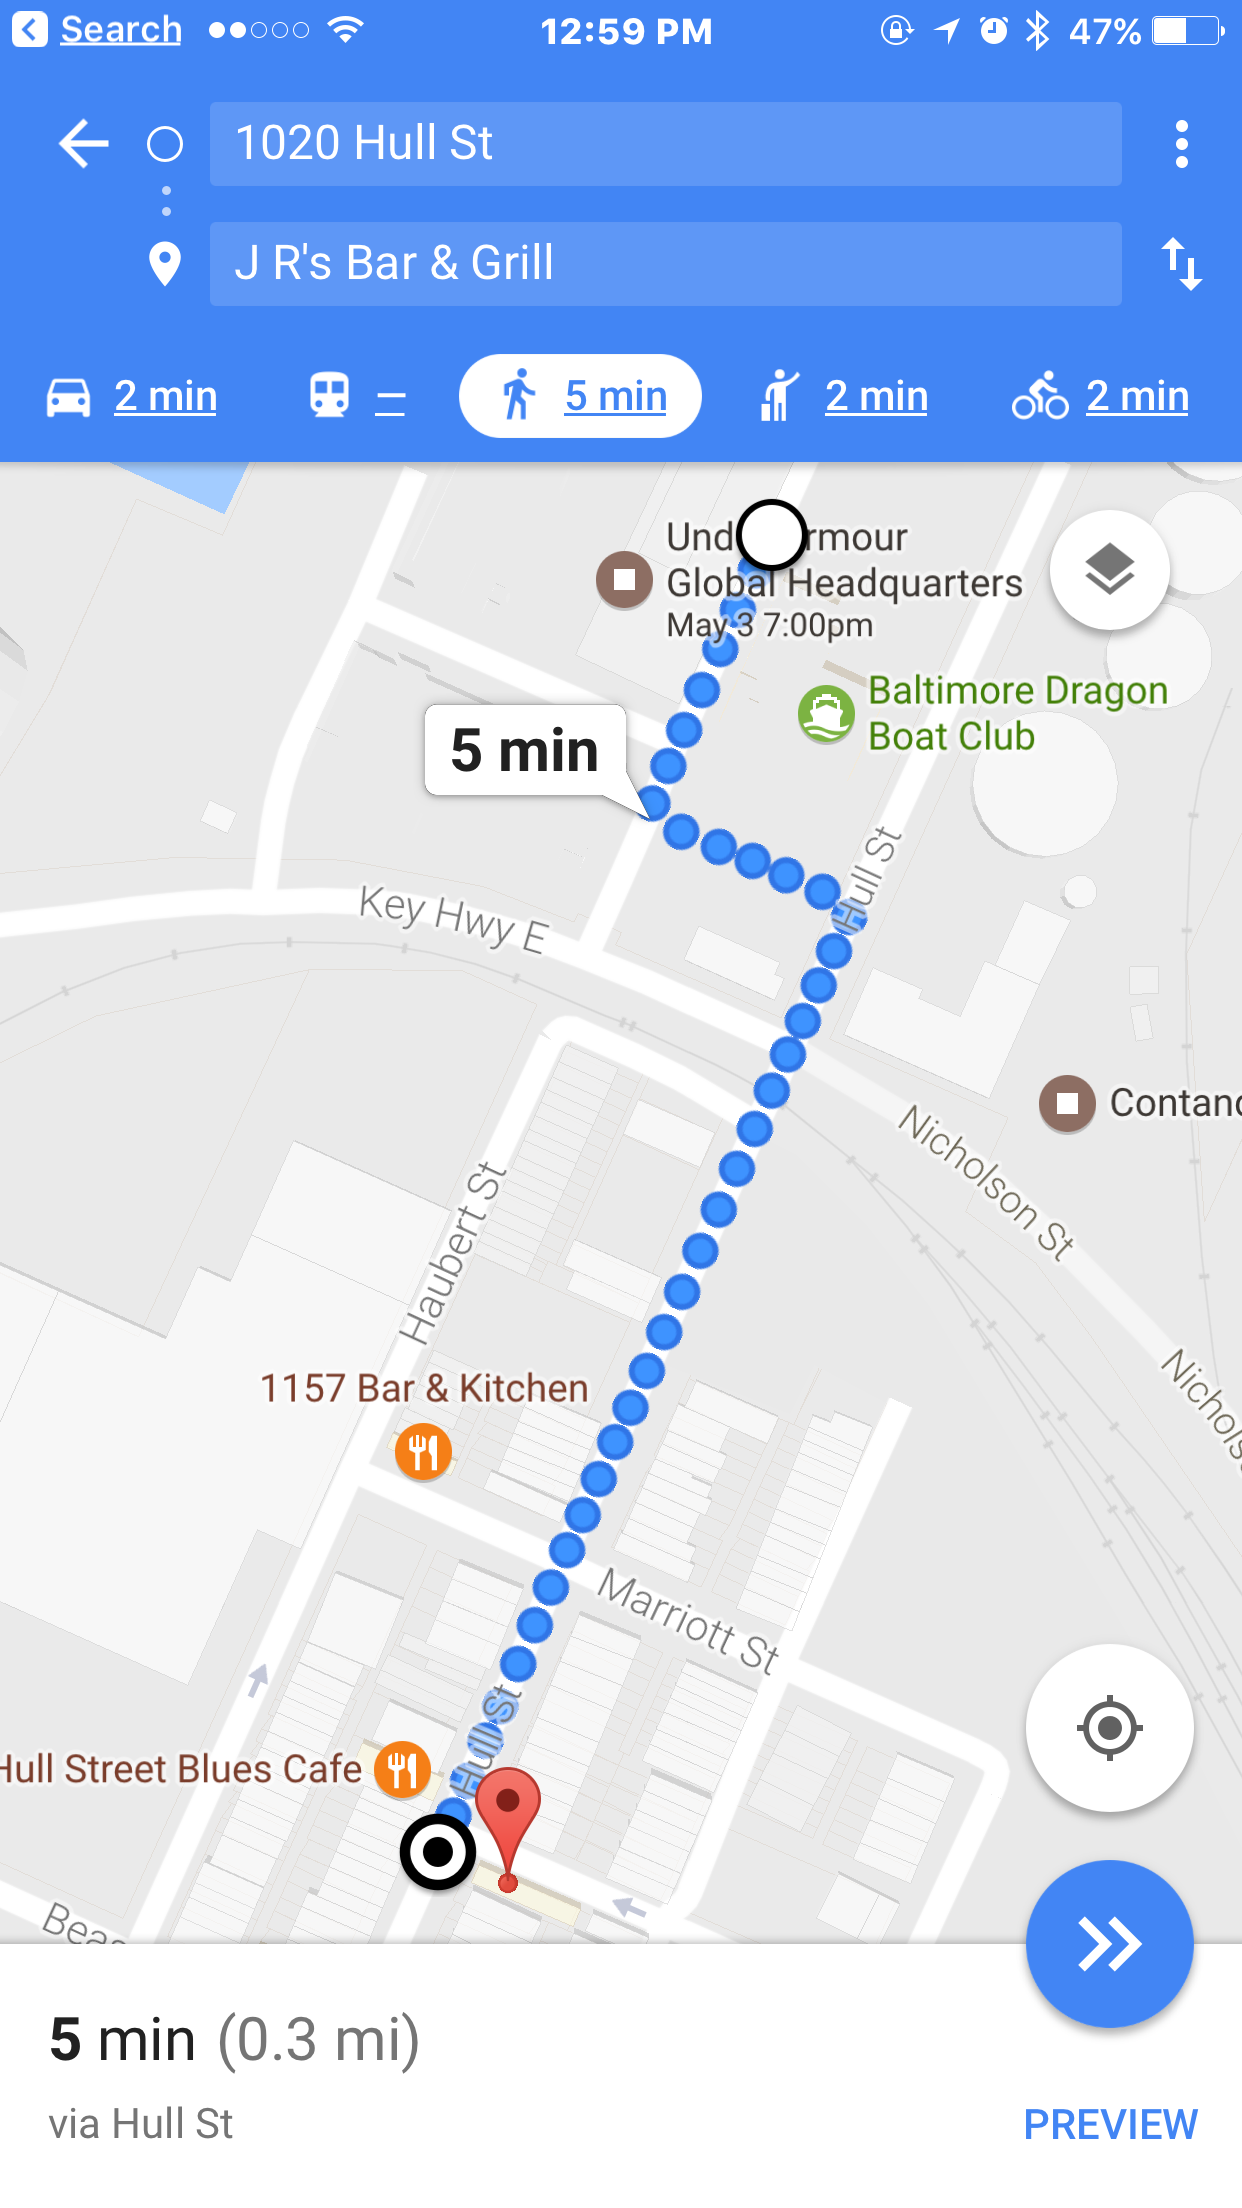 Search
12:59 PM
47%
1020 Hull St
J R's Bar & Grill
2 min
—
5 min
2 min
2 min
Global Headquarters
May 3 7:00pm
Baltimore Dragon
Boat Club
5 min
Hull St
Key Hwy E
Nicholson St
Haubert St
1157 Bar & Kitchen
Marriott St
Hull St
Hull Street Blues Cafe
5 min (0.3 mi)
via Hull St
PREVIEW